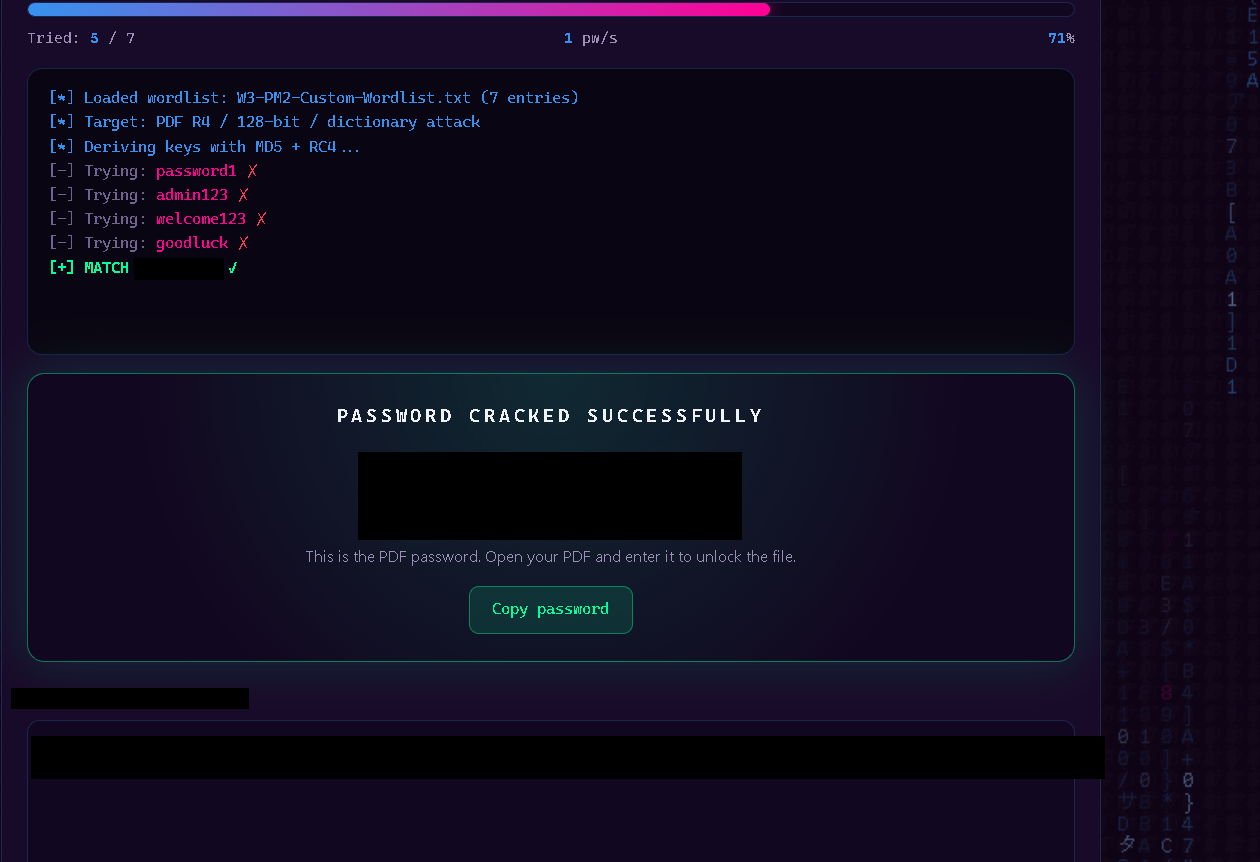 Tried: 5 / 7
1 pw/s
71%
[*] Loaded wordlist: W3-PM2-Custom-Wordlist.txt (7 entries)
[*] Target: PDF R4 / 128-bit / dictionary attack
[*] Deriving keys with MD5 + RC4...
[-] Trying: password1 ✗
[-] Trying: admin123 ✗
[-] Trying: welcome123 ✗
[-] Trying: goodluck ✗
[+] MATCH ✓
PASSWORD CRACKED SUCCESSFULLY
This is the PDF password. Open your PDF and enter it to unlock the file.
Copy password